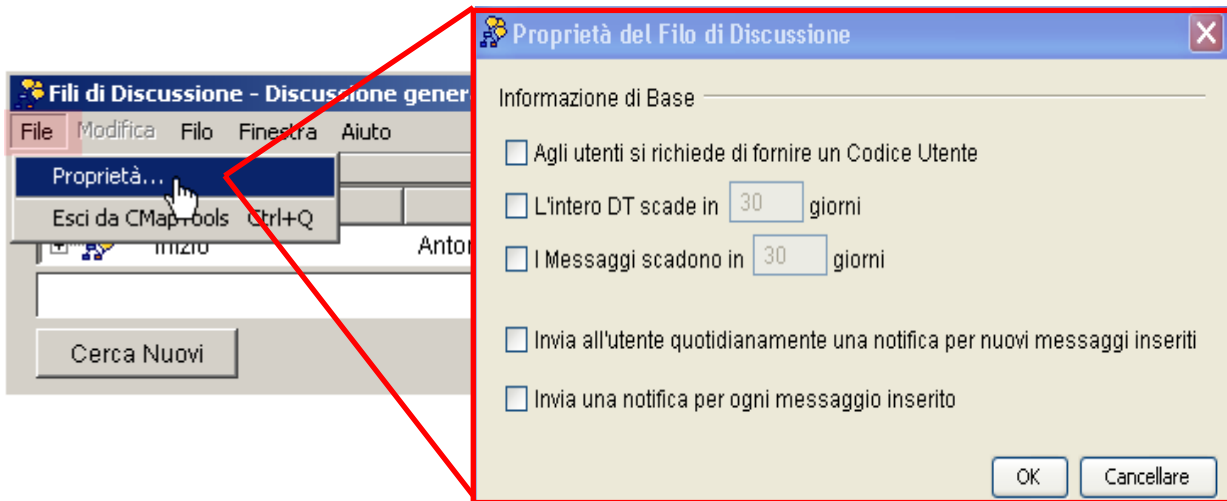 Fili di Discussione - Discussione gener
File Modifica Filo Finestra Aiuto
Proprietà...
Esci da CMapTools Ctrl+Q
Inizio Anton
Cerca Nuovi
Proprietà del Filo di Discussione
Informazione di Base
Agli utenti si richiede di fornire un Codice Utente
L'intero DT scade in 30 giorni
I Messaggi scadono in 30 giorni
Invia all'utente quotidianamente una notifica per nuovi messaggi inseriti
Invia una notifica per ogni messaggio inserito
OK Cancellare